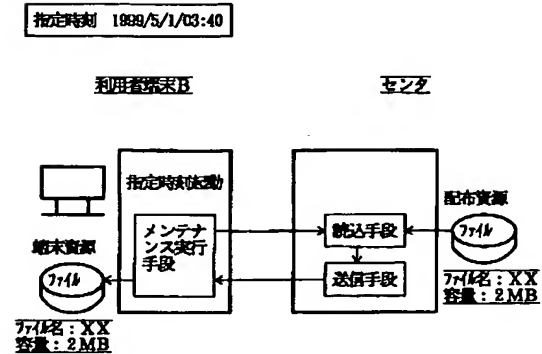 指定時刻 1999/5/1/03:40
利用者端末B
センタ
指定時刻起動
配布資源
メンテナ
ンス実行
手段
読込手段
ファイル
端末資源
送信手段
ファイル
ファイル名:XX
容量:2MB
ファイル名:XX
容量:2MB